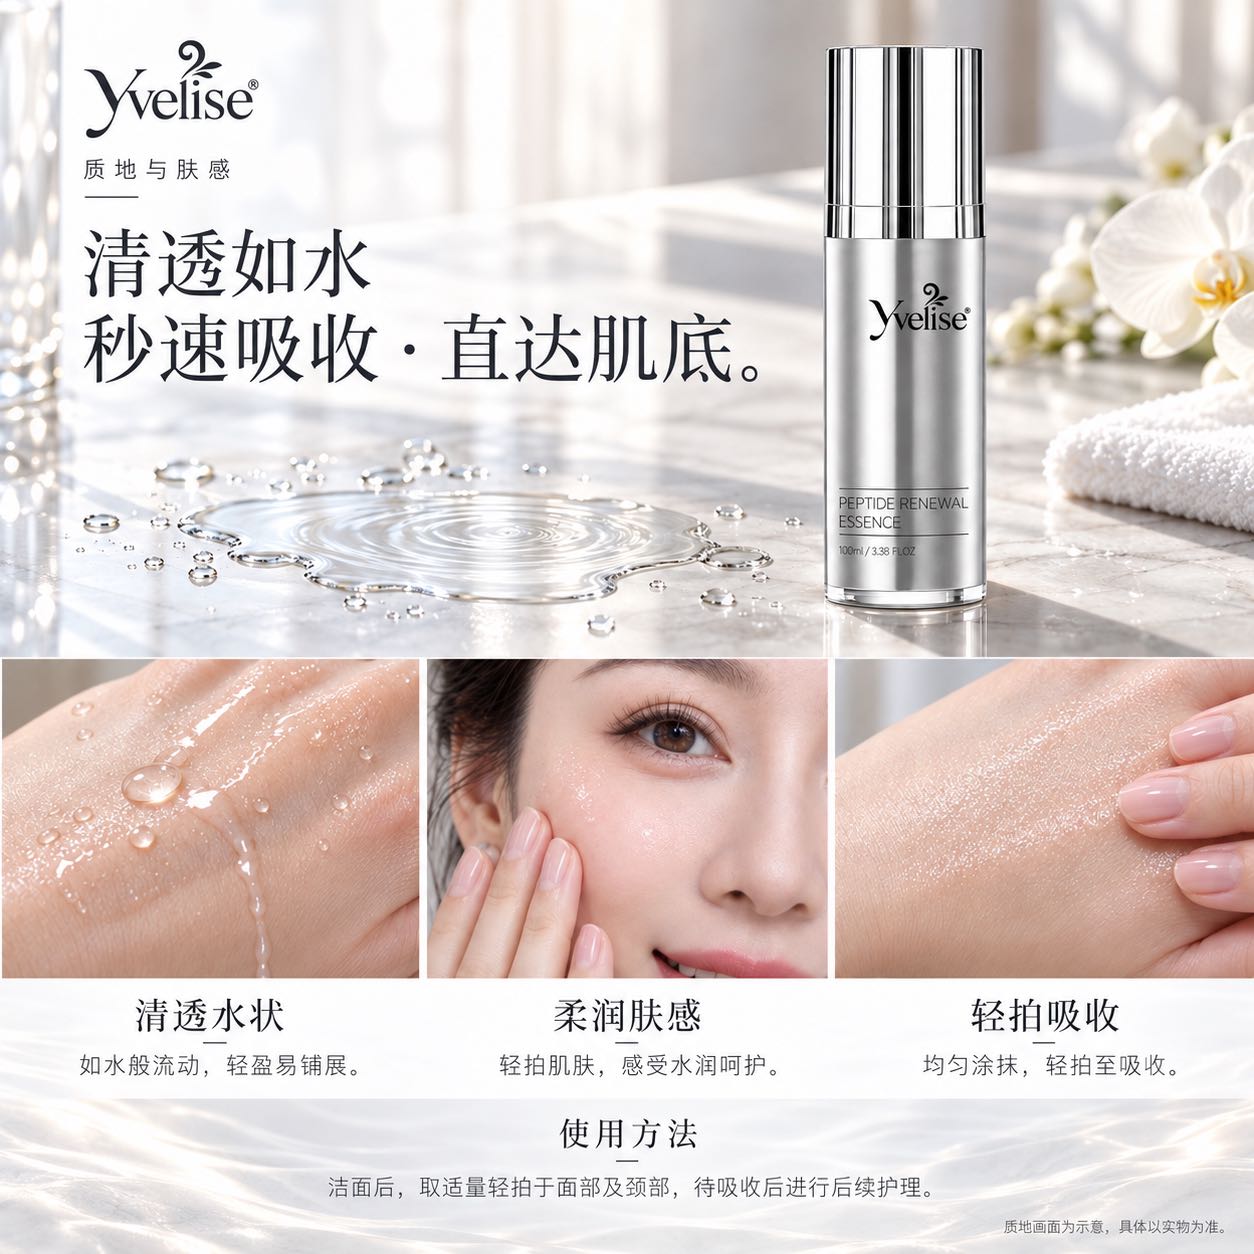 Yvelise®
质地与肤感
清透如水
秒速吸收·直达肌底。
Yvelise®
PEPTIDE RENEWAL
ESSENCE
100ml / 3.38 FLOZ
清透水状
如水般流动，轻盈易铺展。
柔润肤感
轻拍肌肤，感受水润呵护。
轻拍吸收
均匀涂抹，轻拍至吸收。
使用方法
洁面后，取适量轻拍于面部及颈部，待吸收后进行后续护理。
质地画面为示意，具体以实物为准。